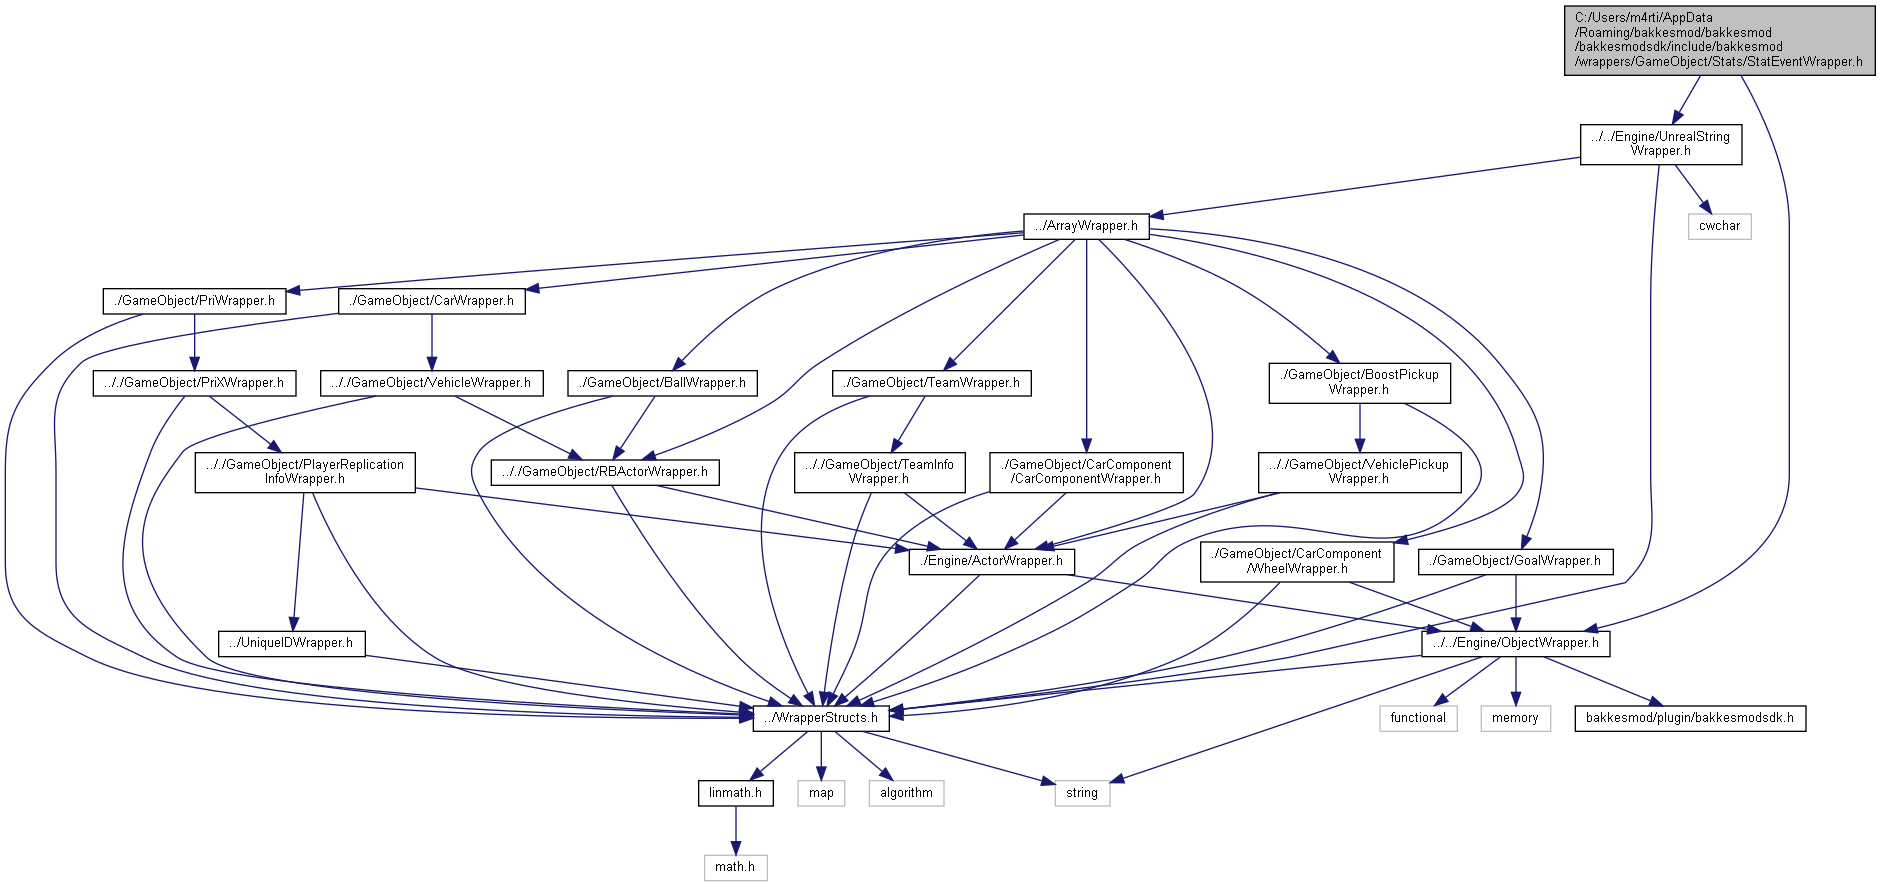 C:/Users/m4rti/AppData
/Roaming/bakkesmod/bakkesmod
/bakkesmodsdk/include/bakkesmod
/wrappers/GameObject/Stats/StatEventWrapper.h
../../Engine/UnrealString
Wrapper.h
../ArrayWrapper.h
cwchar
./GameObject/PriWrapper.h
./GameObject/CarWrapper.h
.././GameObject/PriXWrapper.h
.././GameObject/VehicleWrapper.h
./GameObject/BallWrapper.h
./GameObject/TeamWrapper.h
./GameObject/BoostPickup
Wrapper.h
.././GameObject/PlayerReplication
InfoWrapper.h
.././GameObject/RBActorWrapper.h
.././GameObject/TeamInfo
Wrapper.h
./GameObject/CarComponent
/CarComponentWrapper.h
.././GameObject/VehiclePickup
Wrapper.h
./Engine/ActorWrapper.h
./GameObject/CarComponent
/WheelWrapper.h
./GameObject/GoalWrapper.h
../UniqueIDWrapper.h
../../Engine/ObjectWrapper.h
../WrapperStructs.h
functional
memory
bakkesmod/plugin/bakkesmodsdk.h
linmath.h
map
algorithm
string
math.h